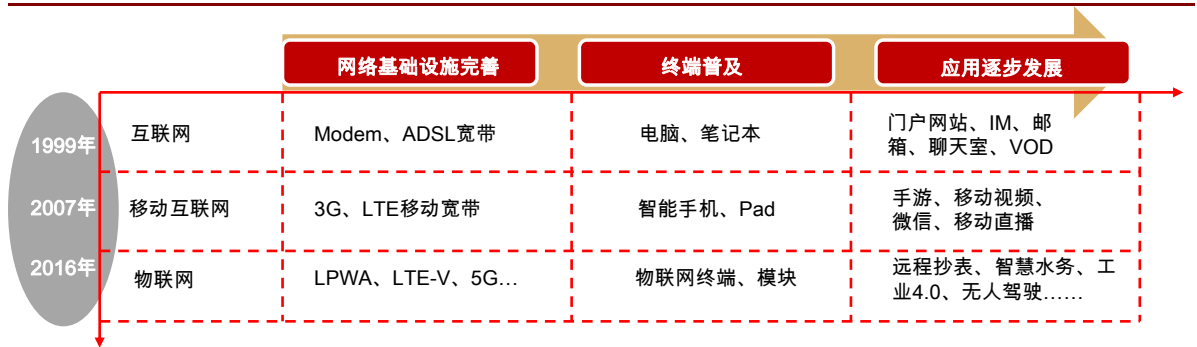 网络基础设施完善
终端普及
应用逐步发展
1999年
互联网
Modem、ADSL宽带
电脑、笔记本
门户网站、IM、邮
箱、聊天室、VOD
2007年
移动互联网
3G、LTE移动宽带
智能手机、Pad
手游、移动视频、
微信、移动直播
2016年
物联网
LPWA、LTE-V、5G…
物联网终端、模块
远程抄表、智慧水务、工
业4.0、无人驾驶……